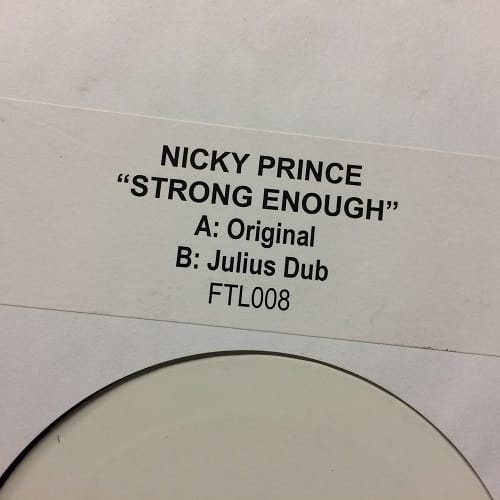 NICKY PRINCE
“STRONG ENOUGH”
A: Original
B: Julius Dub
FTL008